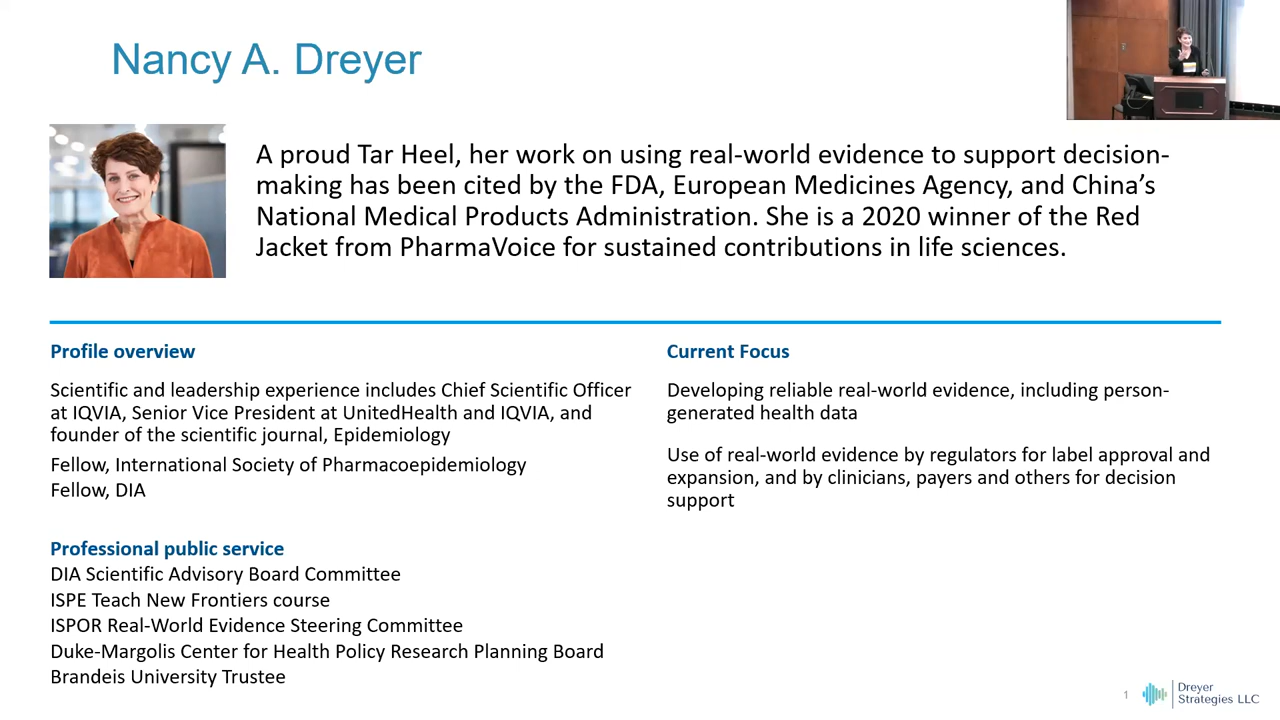 Nancy A. Dreyer
A proud Tar Heel, her work on using real-world evidence to support decision-
making has been cited by the FDA, European Medicines Agency, and China’s
National Medical Products Administration. She is a 2020 winner of the Red
Jacket from PharmaVoice for sustained contributions in life sciences.
Profile overview
Scientific and leadership experience includes Chief Scientific Officer
at IQVIA, Senior Vice President at UnitedHealth and IQVIA, and
founder of the scientific journal, Epidemiology
Fellow, International Society of Pharmacoepidemiology
Fellow, DIA
Professional public service
DIA Scientific Advisory Board Committee
ISPE Teach New Frontiers course
ISPOR Real-World Evidence Steering Committee
Duke-Margolis Center for Health Policy Research Planning Board
Brandeis University Trustee
Current Focus
Developing reliable real-world evidence, including person-
generated health data
Use of real-world evidence by regulators for label approval and
expansion, and by clinicians, payers and others for decision
support
1
Dreyer
Strategies LLC